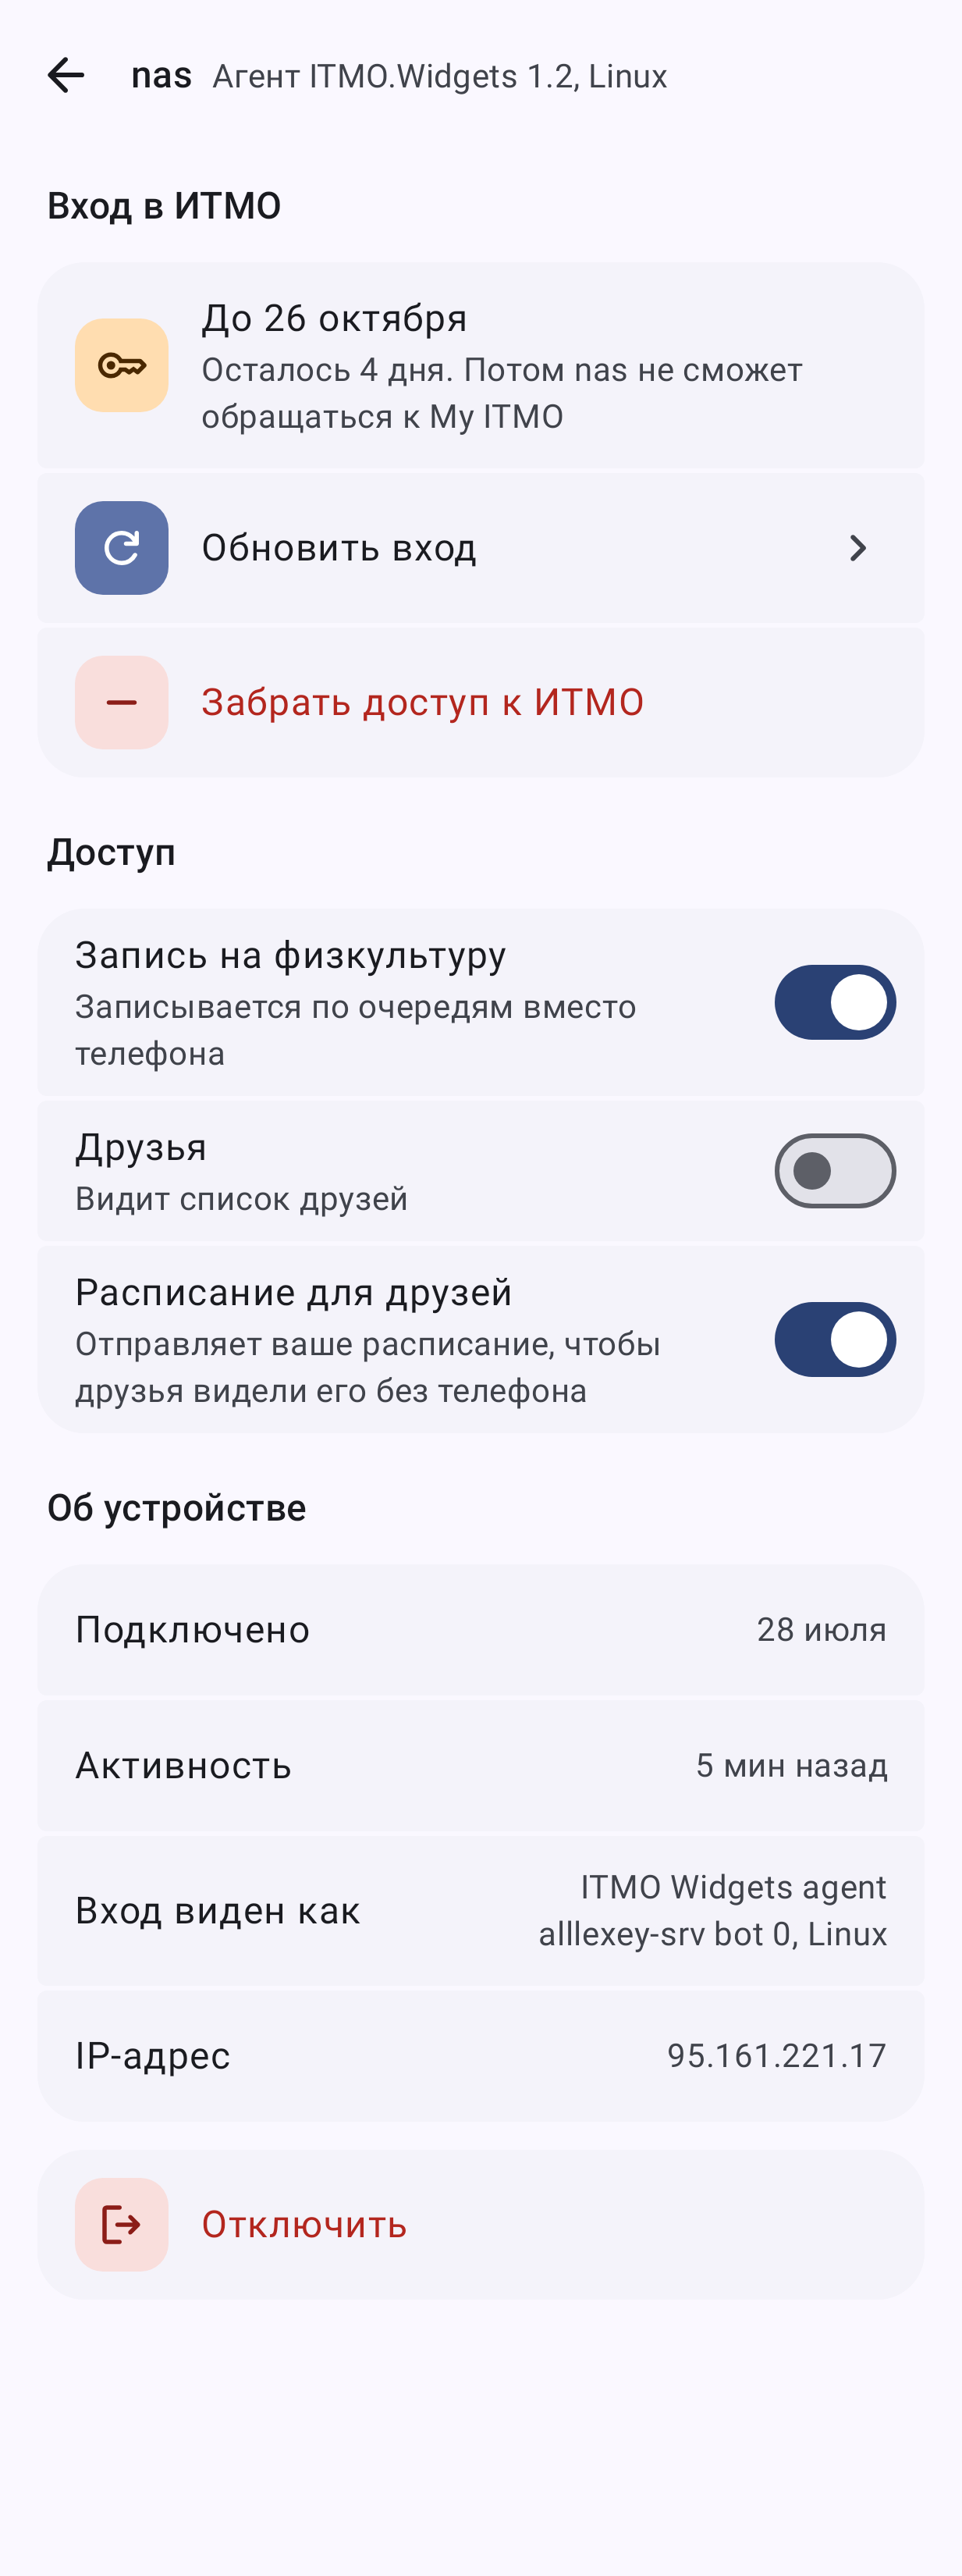 nas Агент ITMO.Widgets 1.2, Linux
Вход в ИТМО
До 26 октября
Осталось 4 дня. Потом nas не сможет
обращаться к My ITMO
Обновить вход
Забрать доступ к ИТМО
Доступ
Запись на физкультуру
Записывается по очередям вместо
телефона
Друзья
Видит список друзей
Расписание для друзей
Отправляет ваше расписание, чтобы
друзья видели его без телефона
Об устройстве
Подключено 28 июля
Активность 5 мин назад
Вход виден как ITMO Widgets agent
alllexey-srv bot 0, Linux
IP-адрес 95.161.221.17
Отключить